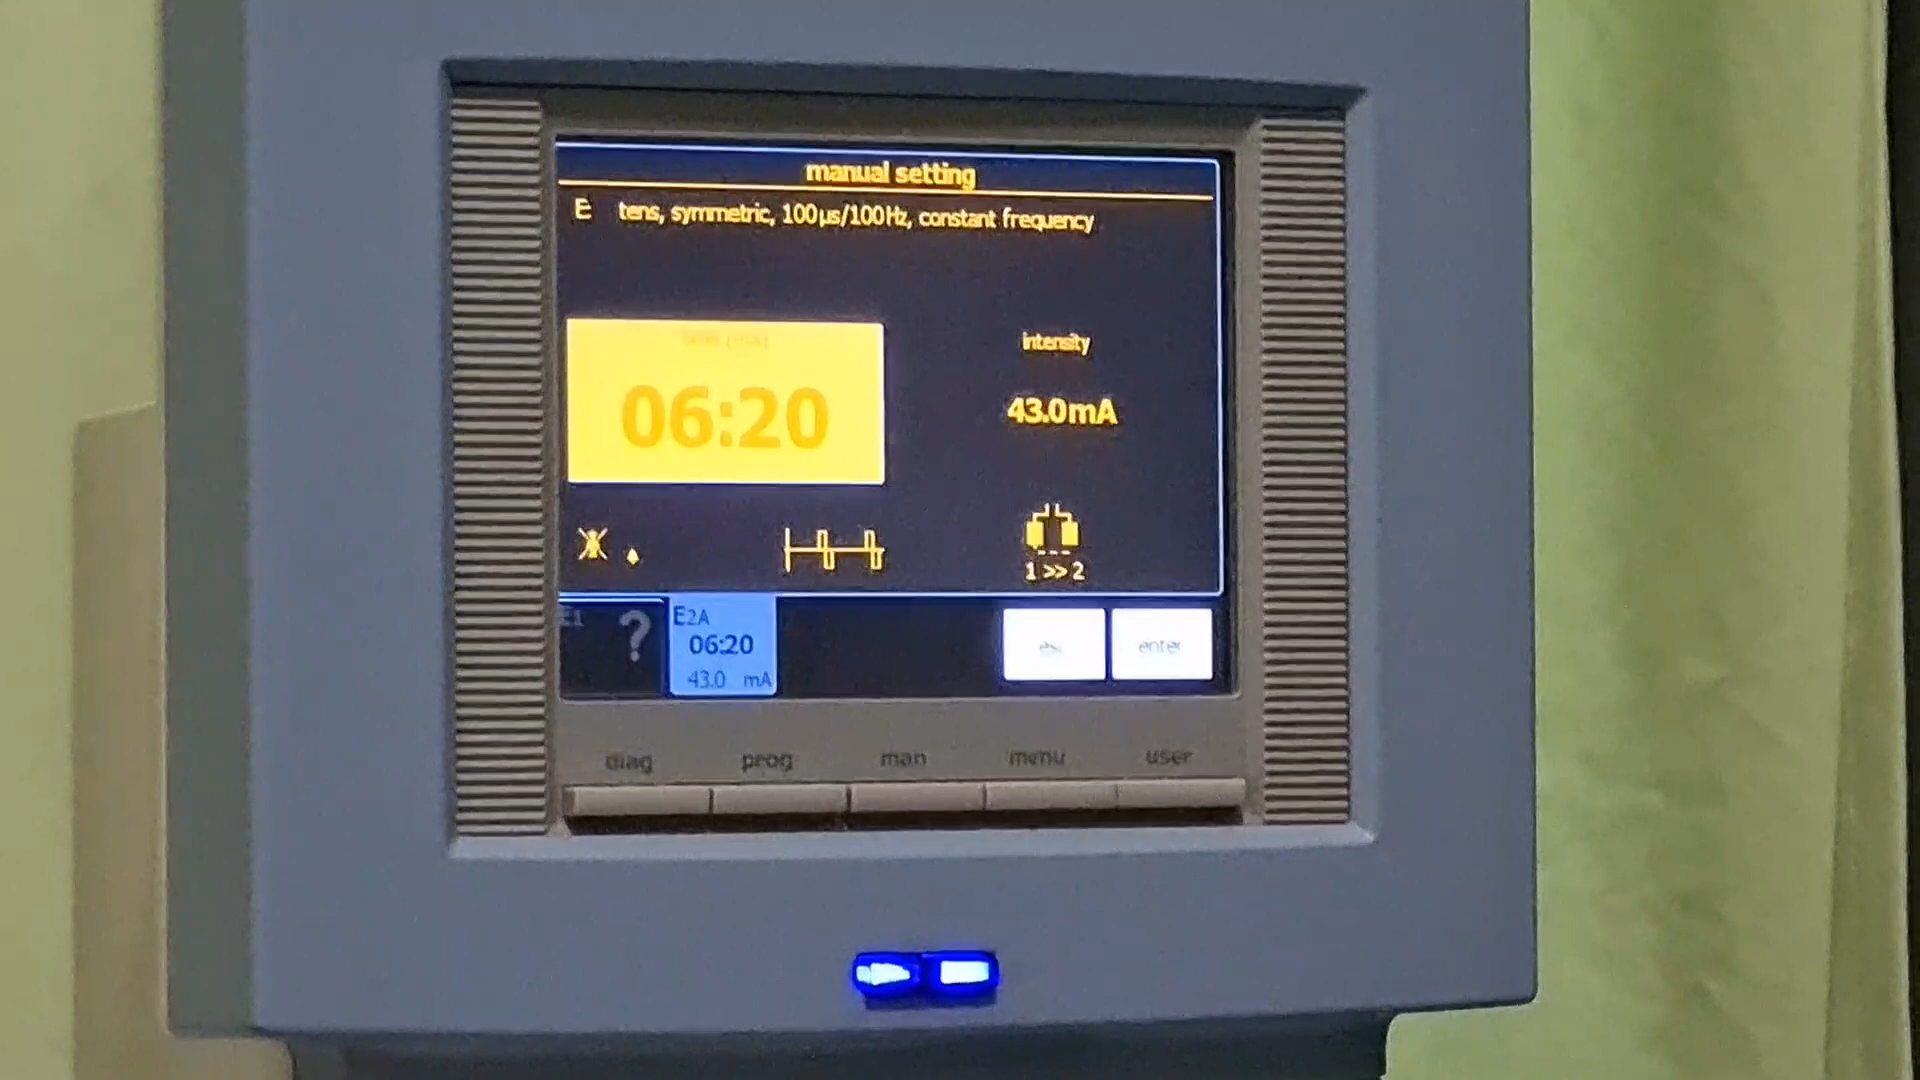 manual setting
E tens, symmetric, 100µs/100Hz, constant frequency
intensity
06:20
43.0mA
1 >> 2
E1 ?
E2A
06:20
43.0 mA
esc
enter
diag prog man menu user